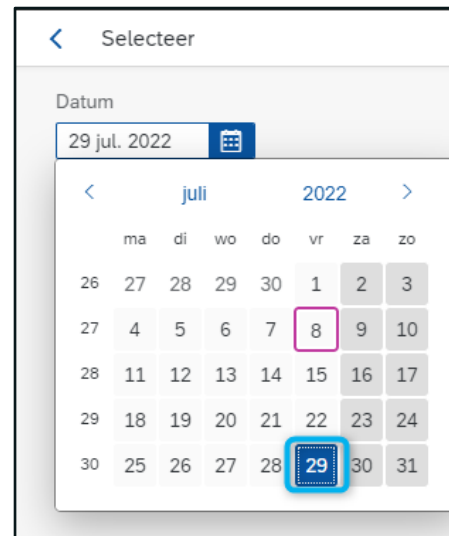 Selecteer
Datum
29 jul. 2022
juli 2022
ma di wo do vr za zo
26 27 28 29 30 1 2 3
27 4 5 6 7 8 9 10
28 11 12 13 14 15 16 17
29 18 19 20 21 22 23 24
30 25 26 27 28 29 30 31